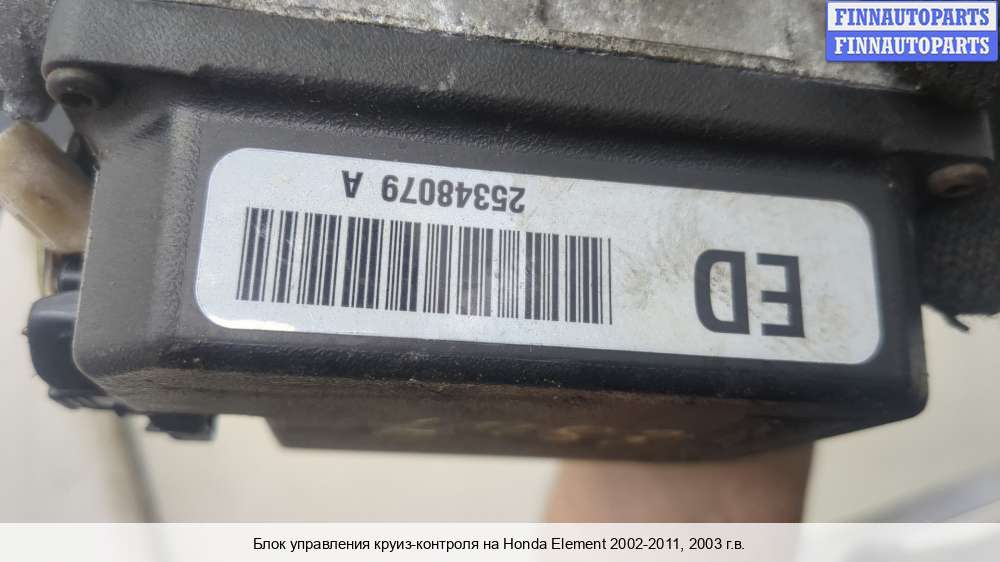 FINNAUTOPARTS
FINNAUTOPARTS
25348079 A
ED
Блок управления круиз-контроля на Honda Element 2002-2011, 2003 г.в.